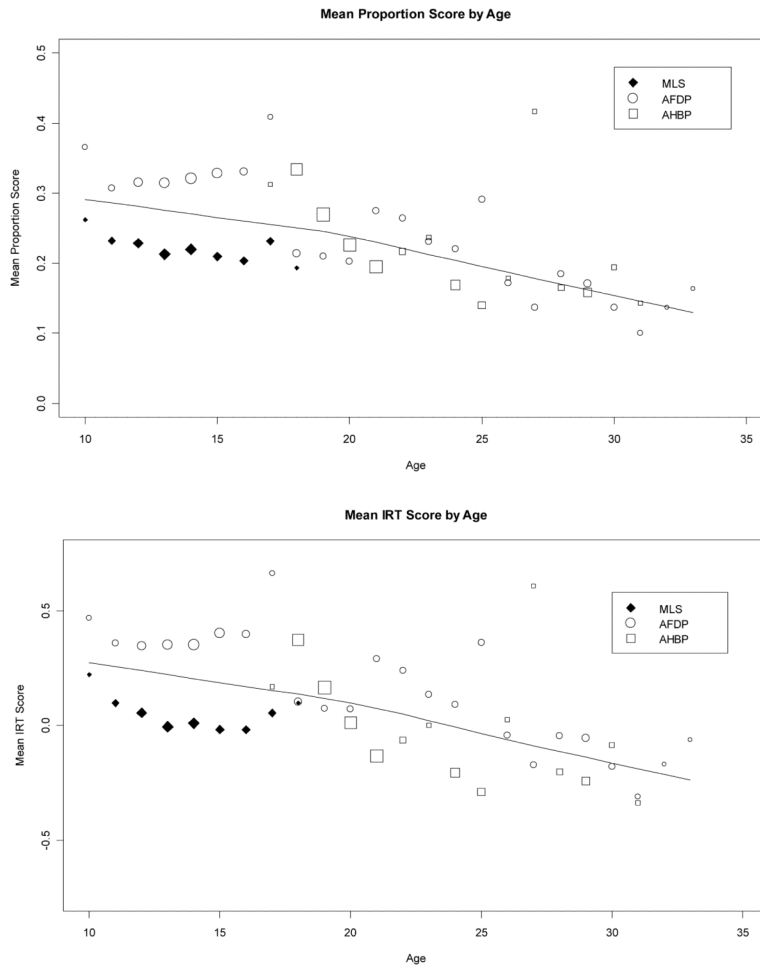 Mean Proportion Score by Age
Mean Proportion Score
0.5
0.4
0.3
0.2
0.1
0.0
MLS
AFDP
AHBP
10 15 20 25 30 35
Age
Mean IRT Score by Age
Mean IRT Score
0.5
0.0
-0.5
MLS
AFDP
AHBP
10 15 20 25 30 35
Age